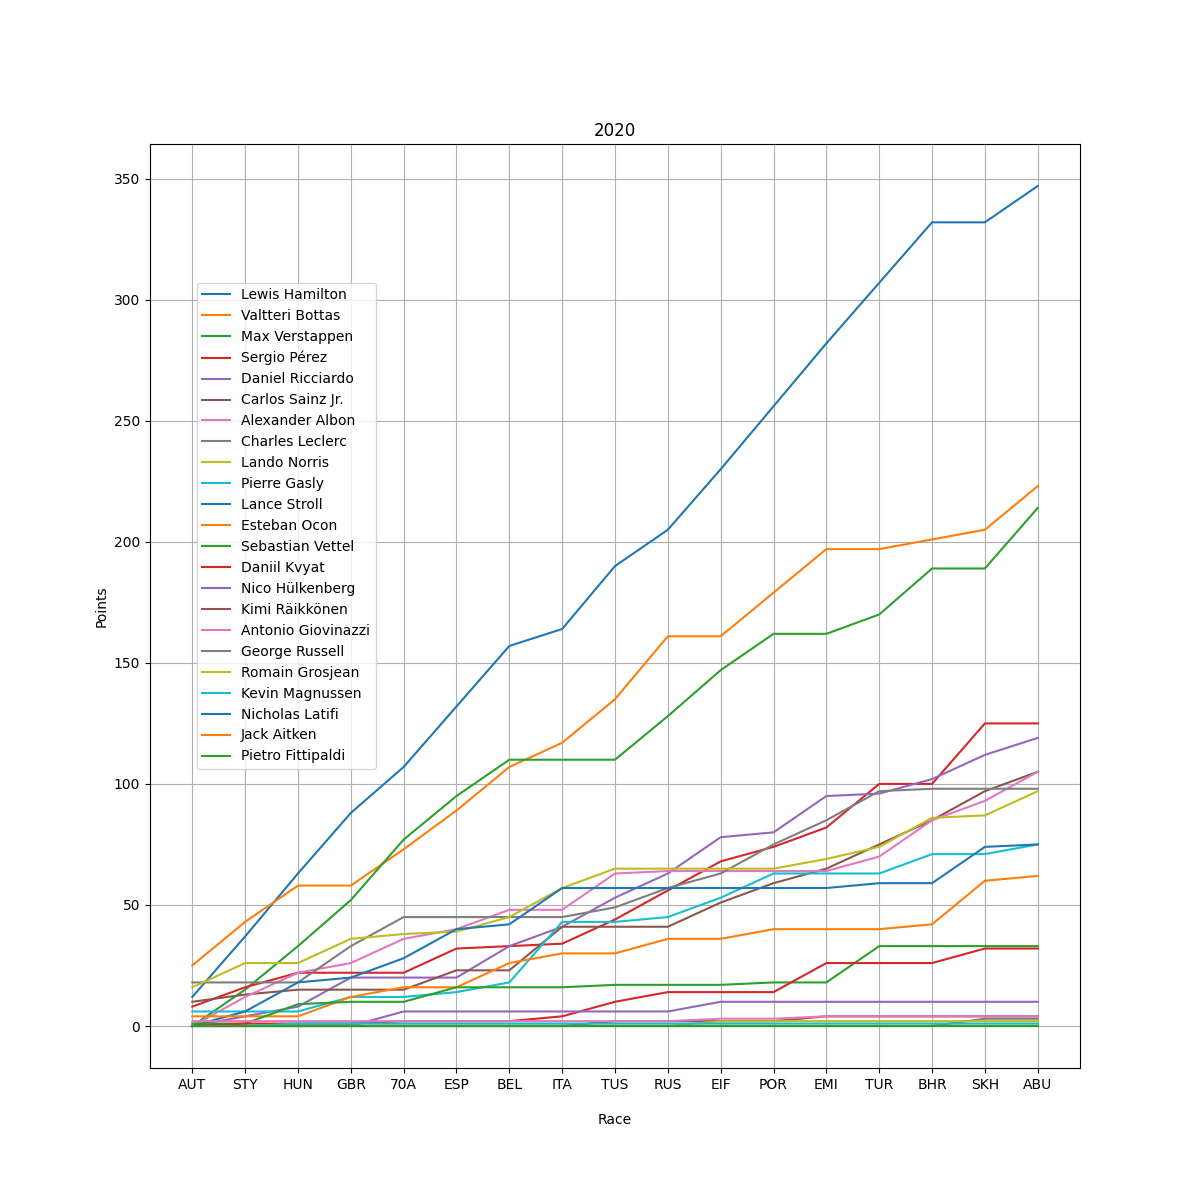 2020
350
300
250
200
150
100
50
0
Points
Lewis Hamilton
Valtteri Bottas
Max Verstappen
Sergio Pérez
Daniel Ricciardo
Carlos Sainz Jr.
Alexander Albon
Charles Leclerc
Lando Norris
Pierre Gasly
Lance Stroll
Esteban Ocon
Sebastian Vettel
Daniil Kvyat
Nico Hülkenberg
Kimi Räikkönen
Antonio Giovinazzi
George Russell
Romain Grosjean
Kevin Magnussen
Nicholas Latifi
Jack Aitken
Pietro Fittipaldi
AUT STY HUN GBR 70A ESP BEL ITA TUS RUS EIF POR EMI TUR BHR SKH ABU
Race